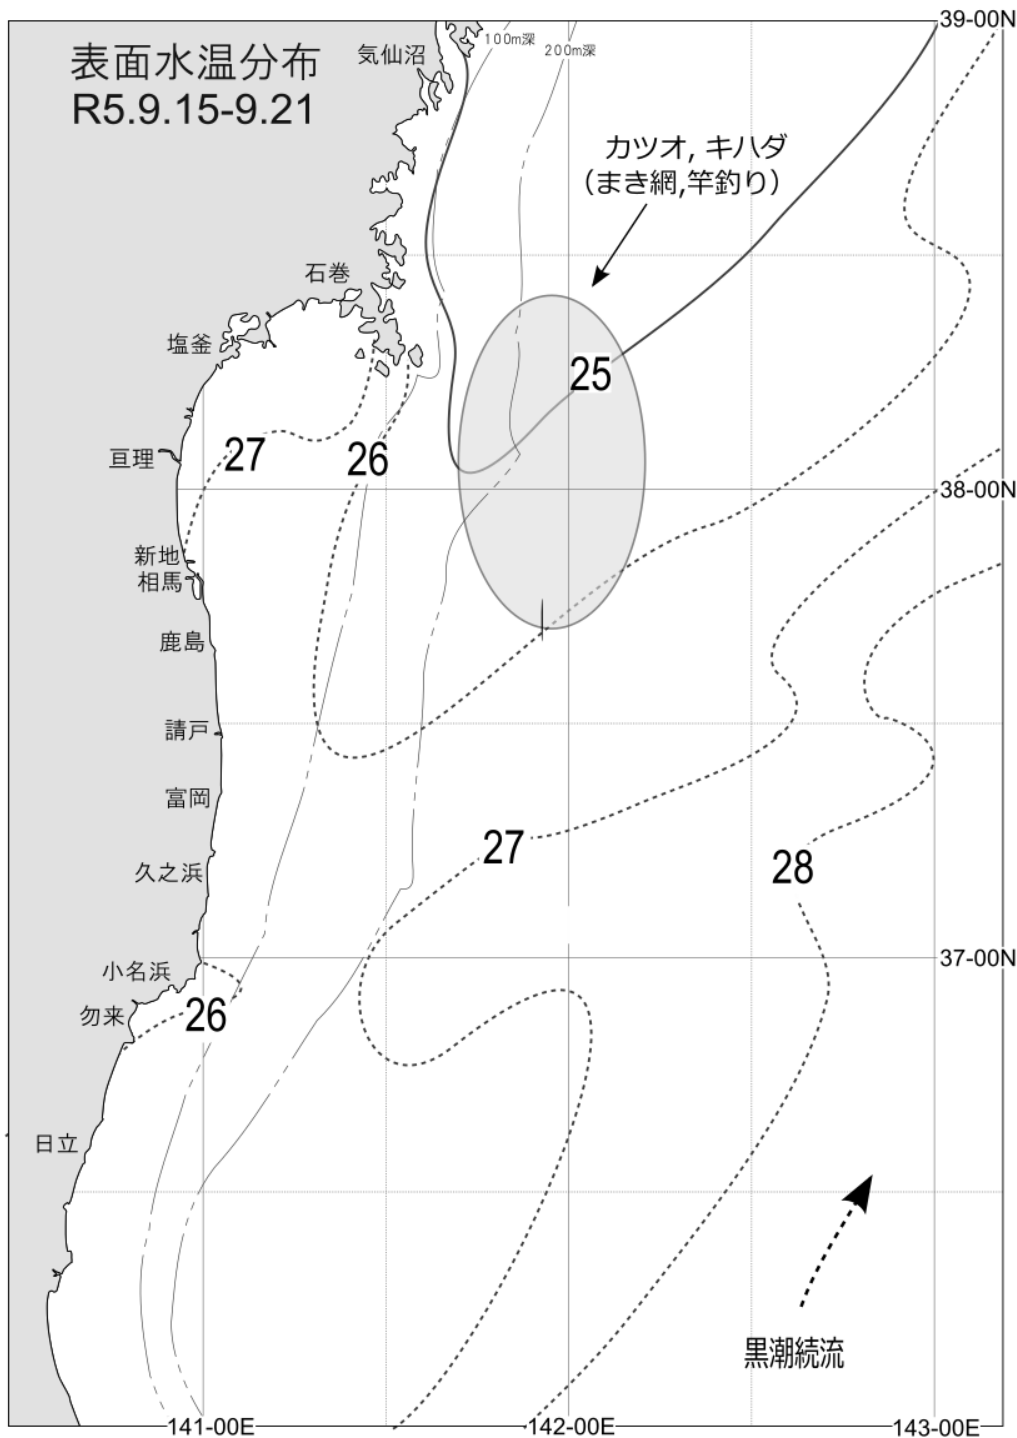 39-00N
表面水温分布
R5.9.15-9.21
気仙沼
100m深
200m深
カツオ, キハダ
（まき網,竿釣り）
石巻
塩釜
25
亘理
27
26
38-00N
新地
相馬
鹿島
請戸
富岡
27
28
久之浜
37-00N
小名浜
勿来
26
日立
黒潮続流
141-00E
142-00E
143-00E